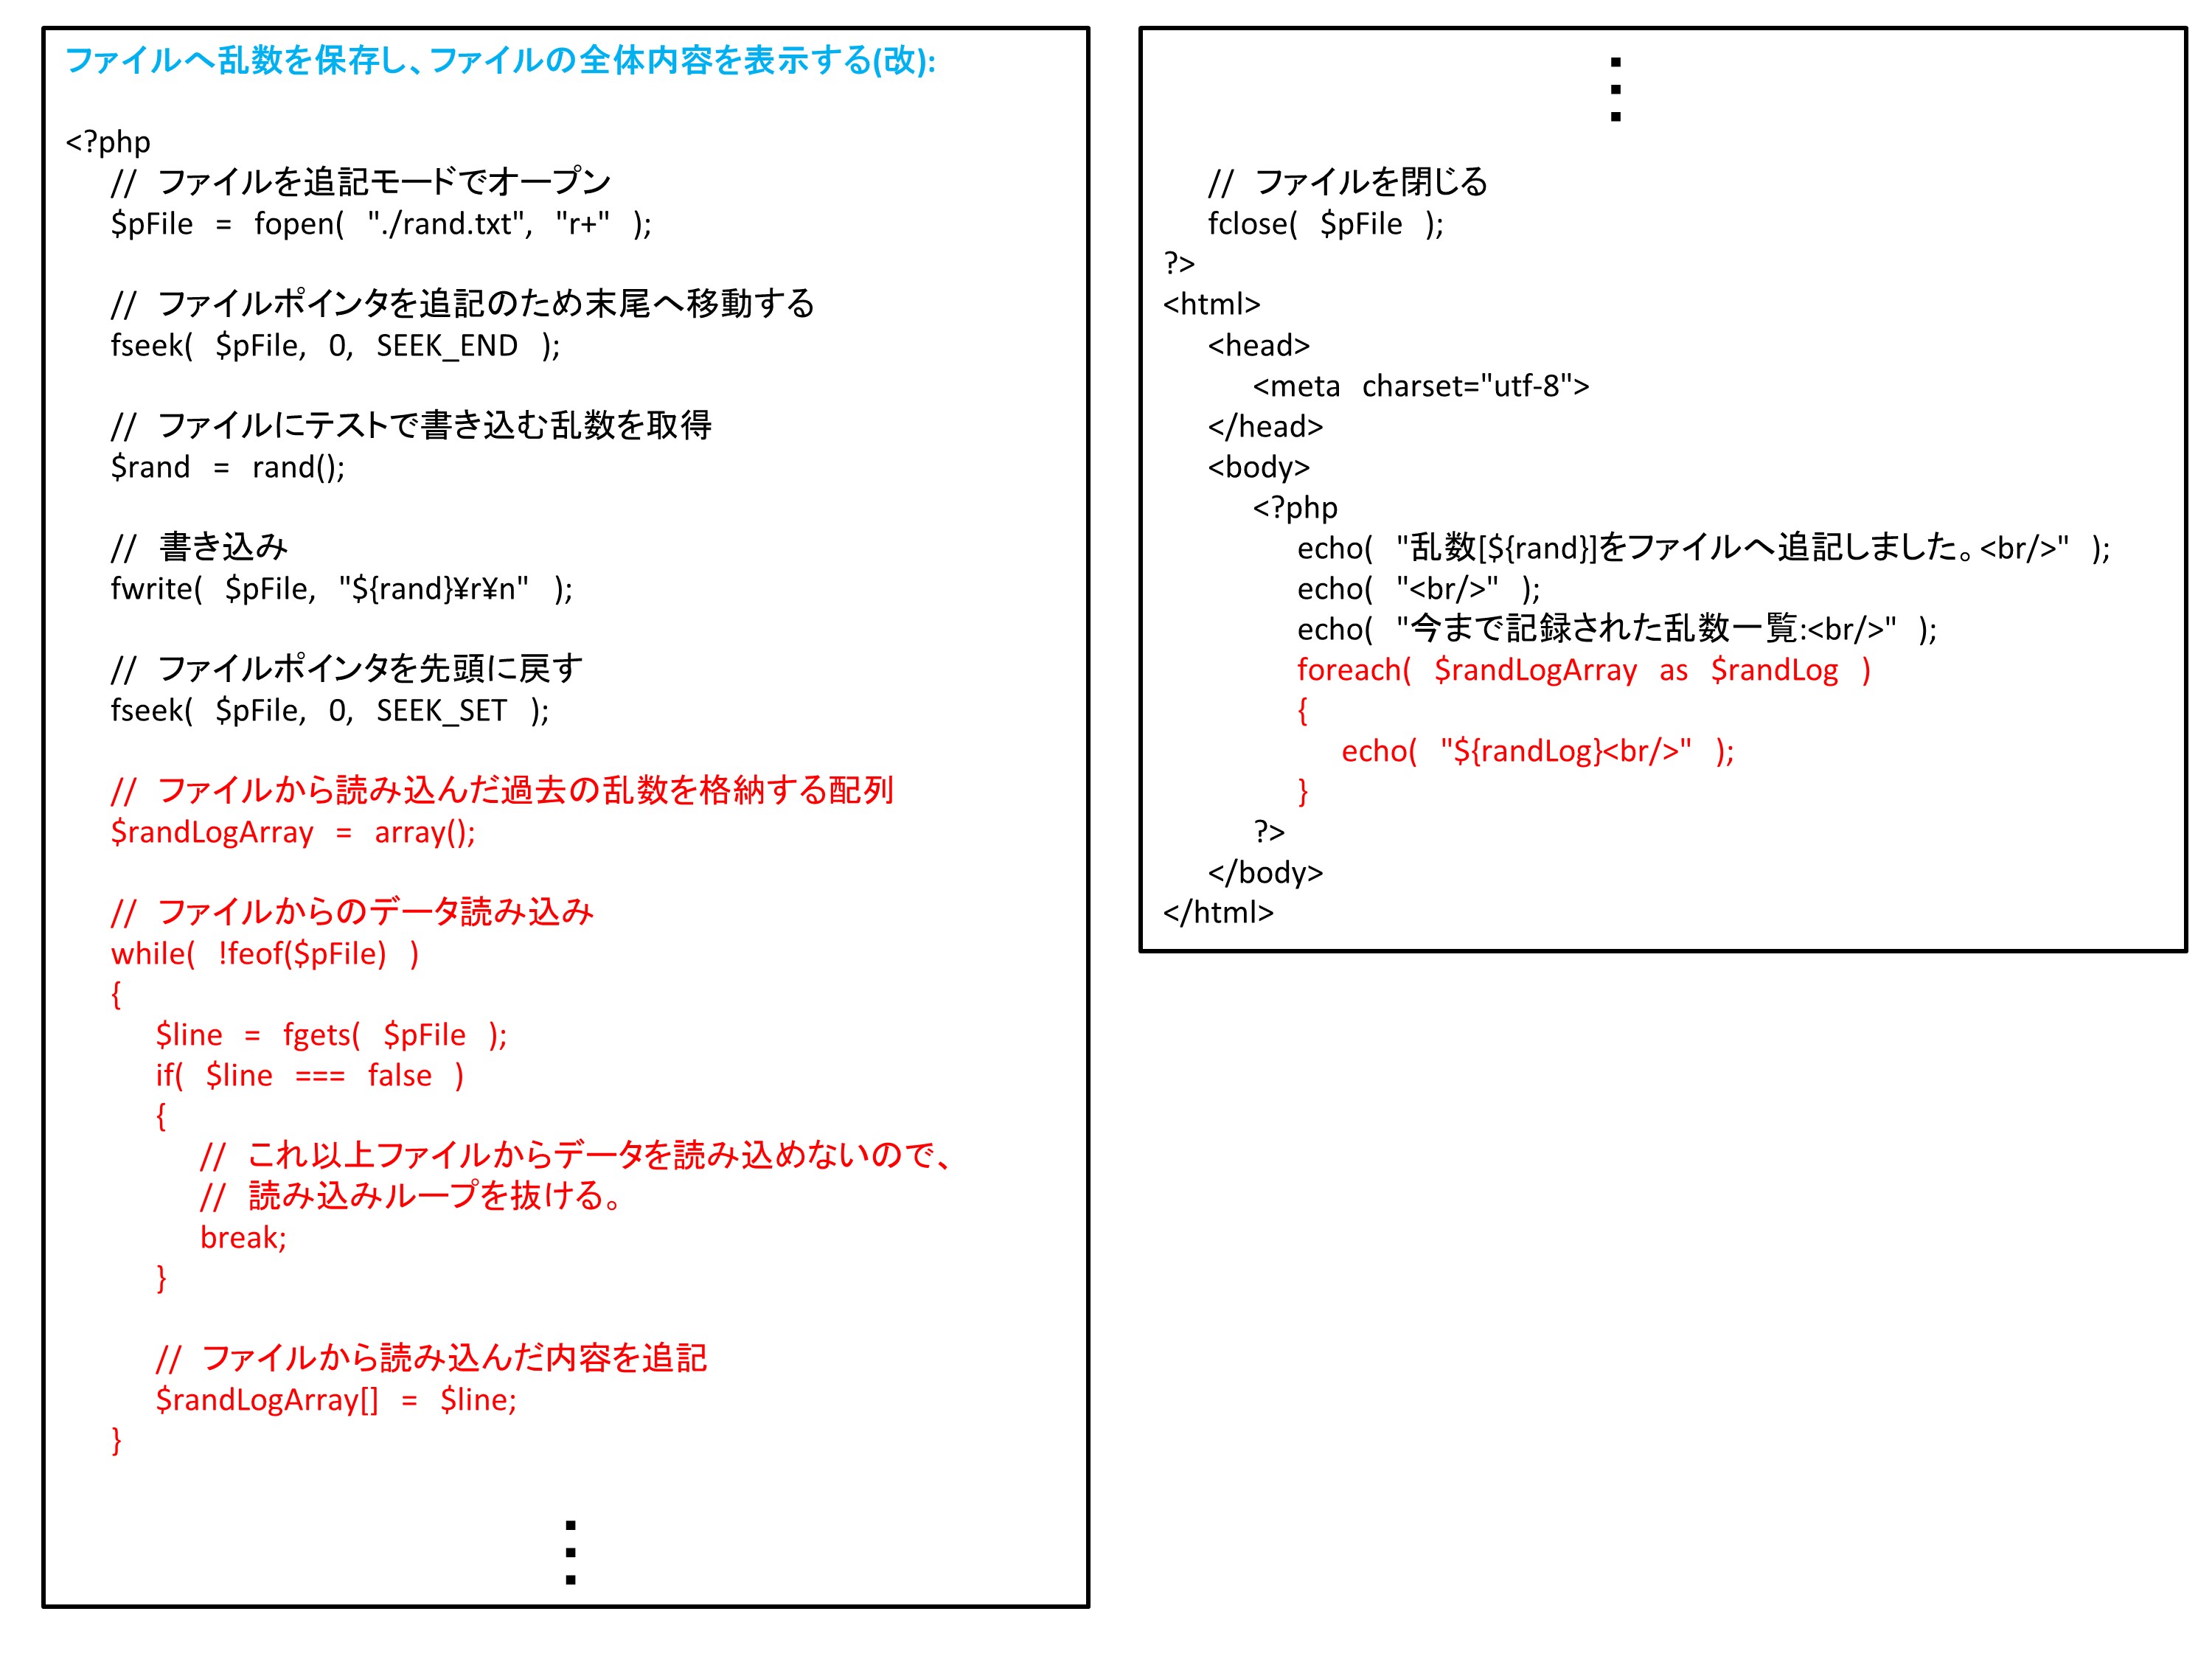 ファイルへ乱数を保存し、ファイルの全体内容を表示する(改):
<?php
// ファイルを追記モードでオープン
$pFile = fopen( "./rand.txt", "r+" );
// ファイルポインタを追記のため末尾へ移動する
fseek( $pFile, 0, SEEK_END );
// ファイルにテストで書き込む乱数を取得
$rand = rand();
// 書き込み
fwrite( $pFile, "${rand}¥r¥n" );
// ファイルポインタを先頭に戻す
fseek( $pFile, 0, SEEK_SET );
// ファイルから読み込んだ過去の乱数を格納する配列
$randLogArray = array();
// ファイルからのデータ読み込み
while( !feof($pFile) )
{
$line = fgets( $pFile );
if( $line === false )
{
// これ以上ファイルからデータを読み込めないので、
// 読み込みループを抜ける。
break;
}
// ファイルから読み込んだ内容を追記
$randLogArray[] = $line;
}
// ファイルを閉じる
fclose( $pFile );
?>
<html>
<head>
<meta charset="utf-8">
</head>
<body>
<?php
echo( "乱数[${rand}]をファイルへ追記しました。<br/>" );
echo( "<br/>" );
echo( "今まで記録された乱数一覧:<br/>" );
foreach( $randLogArray as $randLog )
{
echo( "${randLog}<br/>" );
}
?>
</body>
</html>